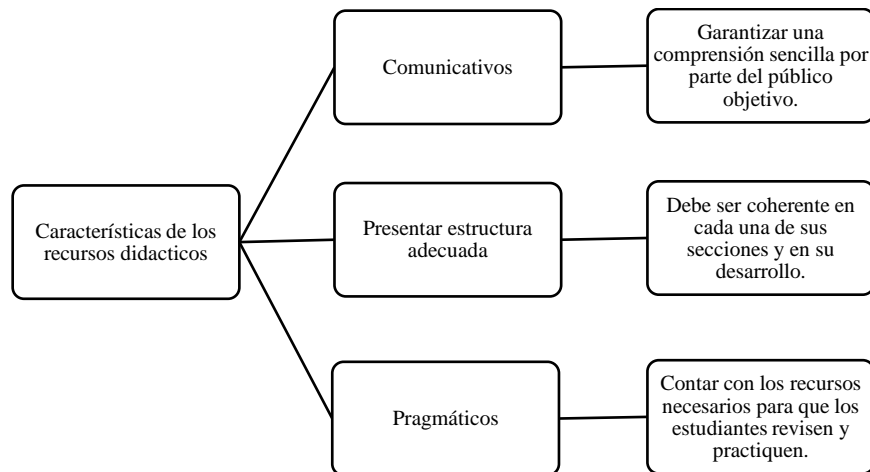 Características de los
recursos didacticos
Comunicativos
Garantizar una
comprensión sencilla por
parte del público
objetivo.
Presentar estructura
adecuada
Debe ser coherente en
cada una de sus
secciones y en su
desarrollo.
Pragmáticos
Contar con los recursos
necesarios para que los
estudiantes revisen y
practiquen.